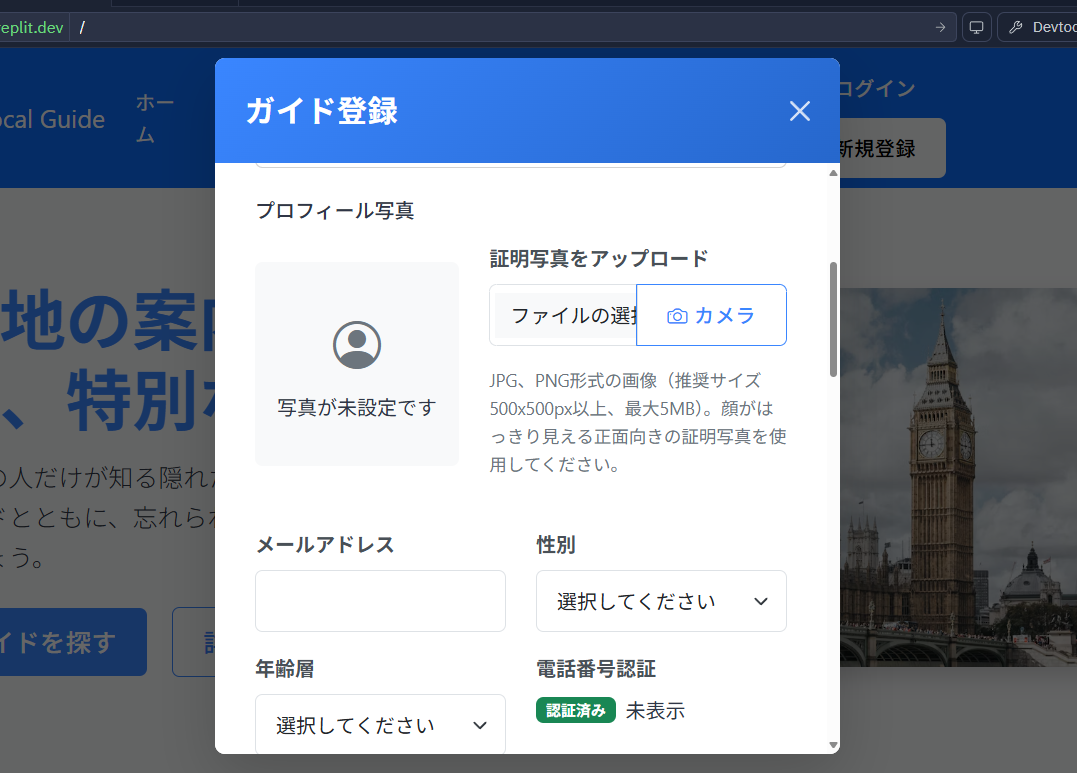 eplit.dev /
Devtoo
ガイド登録
ocal Guide
ホー
ム
ログイン
新規登録
プロフィール写真
証明写真をアップロード
ファイルの選択
カメラ
写真が未設定です
JPG、PNG形式の画像（推奨サイズ
500x500px以上、最大5MB）。顔がは
っきり見える正面向きの証明写真を使
用してください。
地の案内
、特別な
の人だけが知る隠れた
ドとともに、忘れられ
ょう。
イドを探す
メールアドレス
性別
選択してください
年齢層
電話番号認証
選択してください
認証済み 未表示